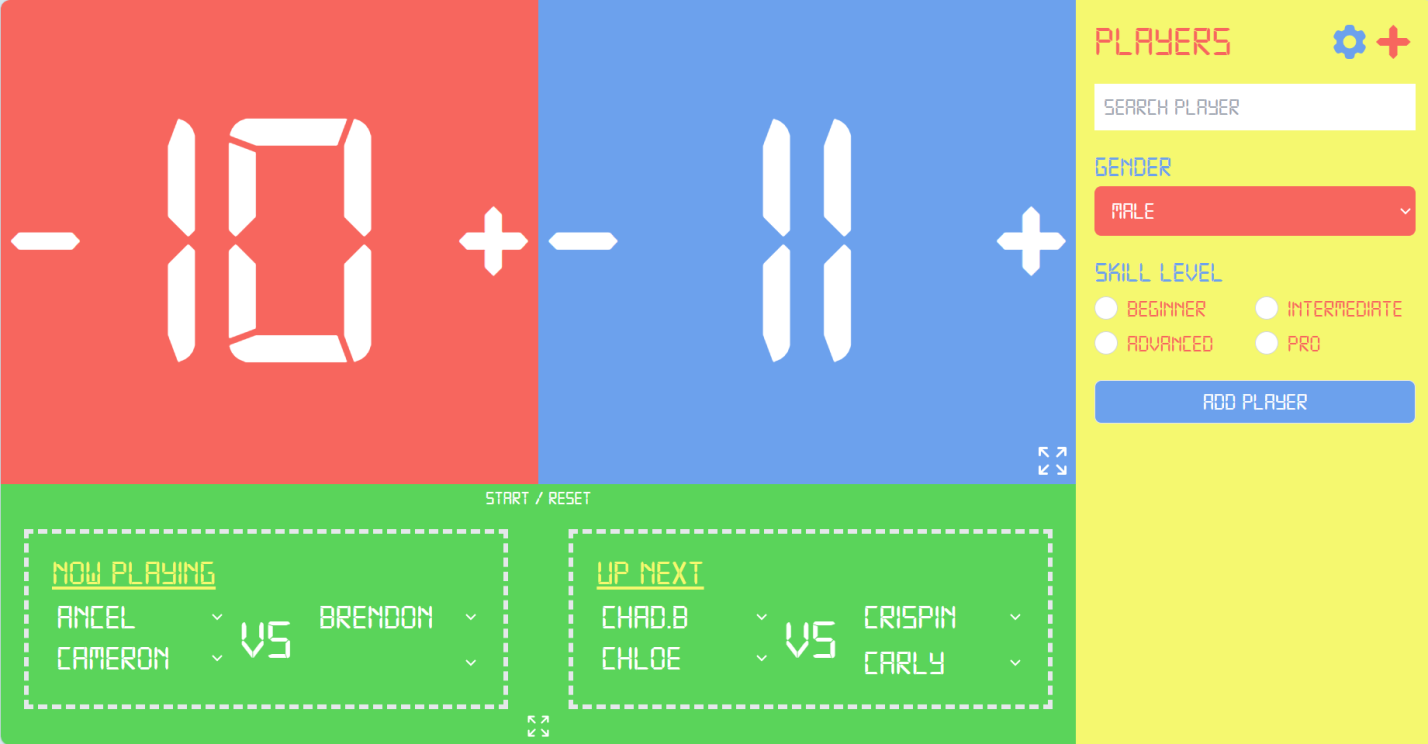 10
11
START / RESET
NOW PLAYING
ANCEL
CAMERON
VS
BRENDON
UP NEXT
CHAD.B
CHLOE
VS
CRISPIN
CARLY
PLAYERS
SEARCH PLAYER
GENDER
MALE
SKILL LEVEL
BEGINNER INTERMEDIATE
ADVANCED PRO
ADD PLAYER